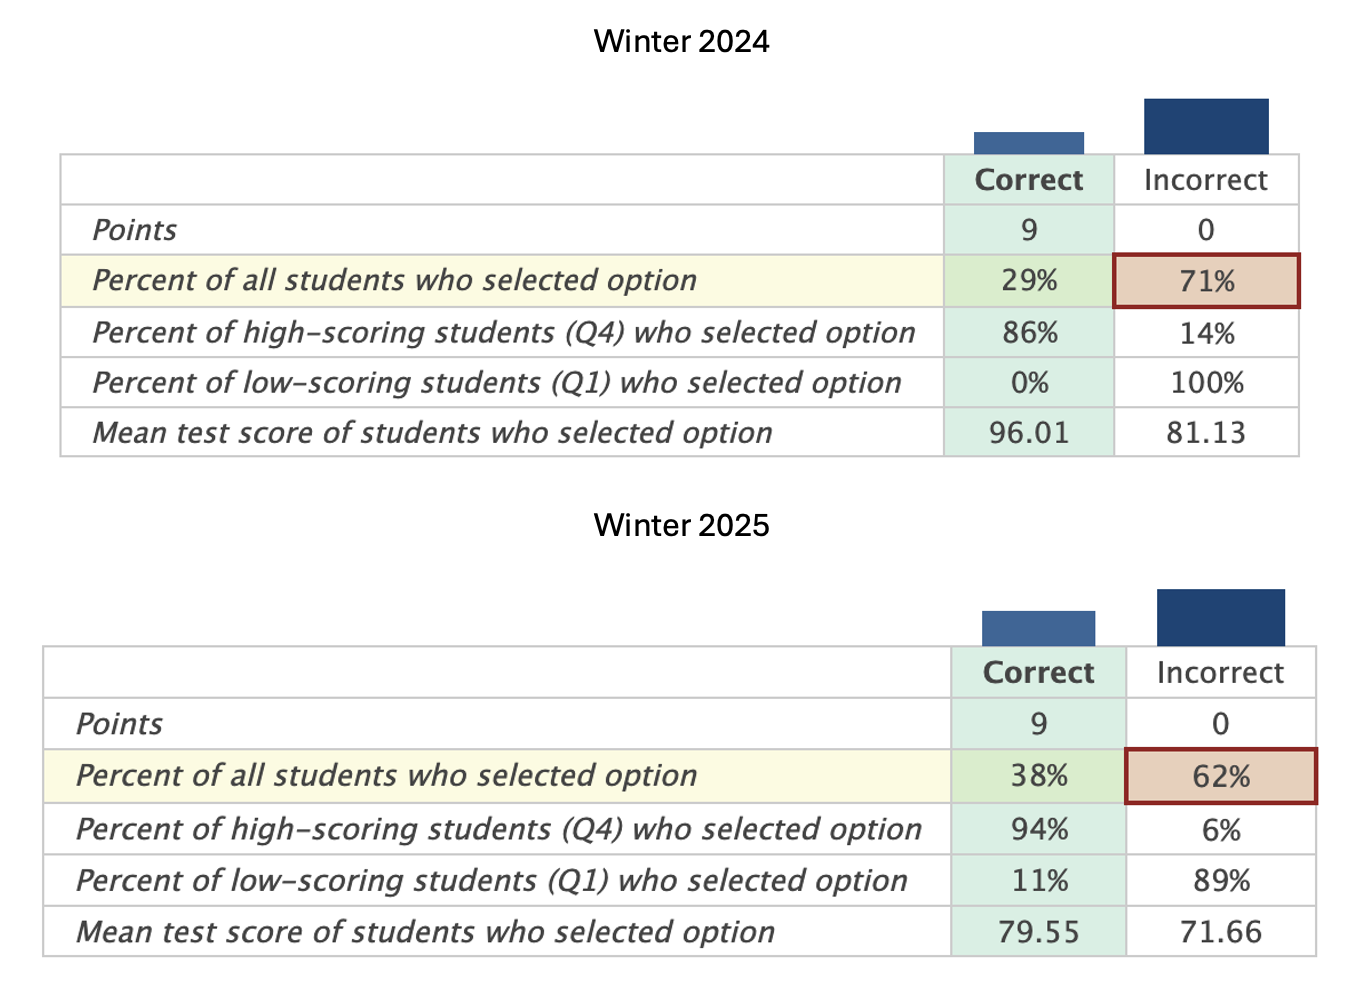 Winter 2024
Correct Incorrect
Points 9 0
Percent of all students who selected option 29% 71%
Percent of high-scoring students (Q4) who selected option 86% 14%
Percent of low-scoring students (Q1) who selected option 0% 100%
Mean test score of students who selected option 96.01 81.13
Winter 2025
Correct Incorrect
Points 9 0
Percent of all students who selected option 38% 62%
Percent of high-scoring students (Q4) who selected option 94% 6%
Percent of low-scoring students (Q1) who selected option 11% 89%
Mean test score of students who selected option 79.55 71.66